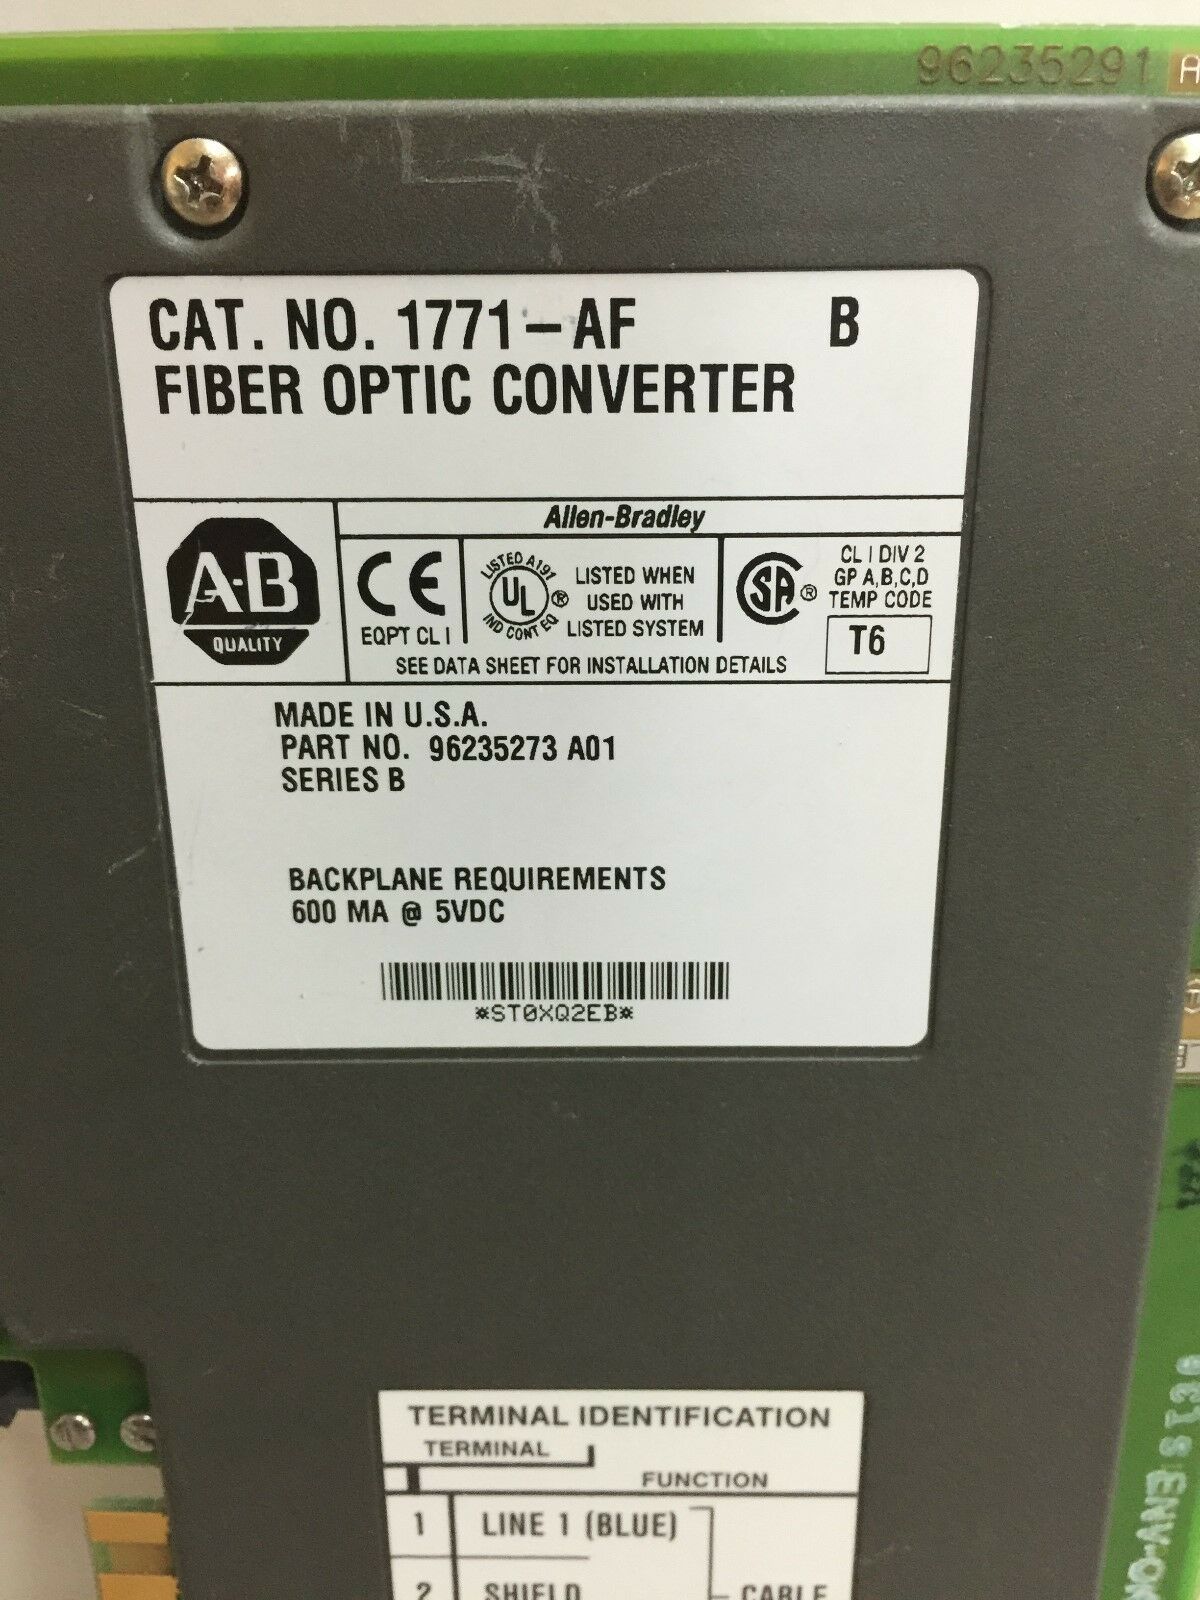 96235291 A
CAT. NO. 1771-AF B
FIBER OPTIC CONVERTER
Allen-Bradley
A-B
QUALITY
CE
EQPT CL I
LISTED A197
UL ®
IND CONT EQ
LISTED WHEN
USED WITH
LISTED SYSTEM
SA ®
CL I DIV 2
GP A,B,C,D
TEMP CODE
T6
SEE DATA SHEET FOR INSTALLATION DETAILS
MADE IN U.S.A.
PART NO. 96235273 A01
SERIES B
BACKPLANE REQUIREMENTS
600 MA @ 5VDC
*ST0XQ2EB*
TERMINAL IDENTIFICATION
TERMINAL
FUNCTION
1 LINE 1 (BLUE)
2 SHIELD
CABLE